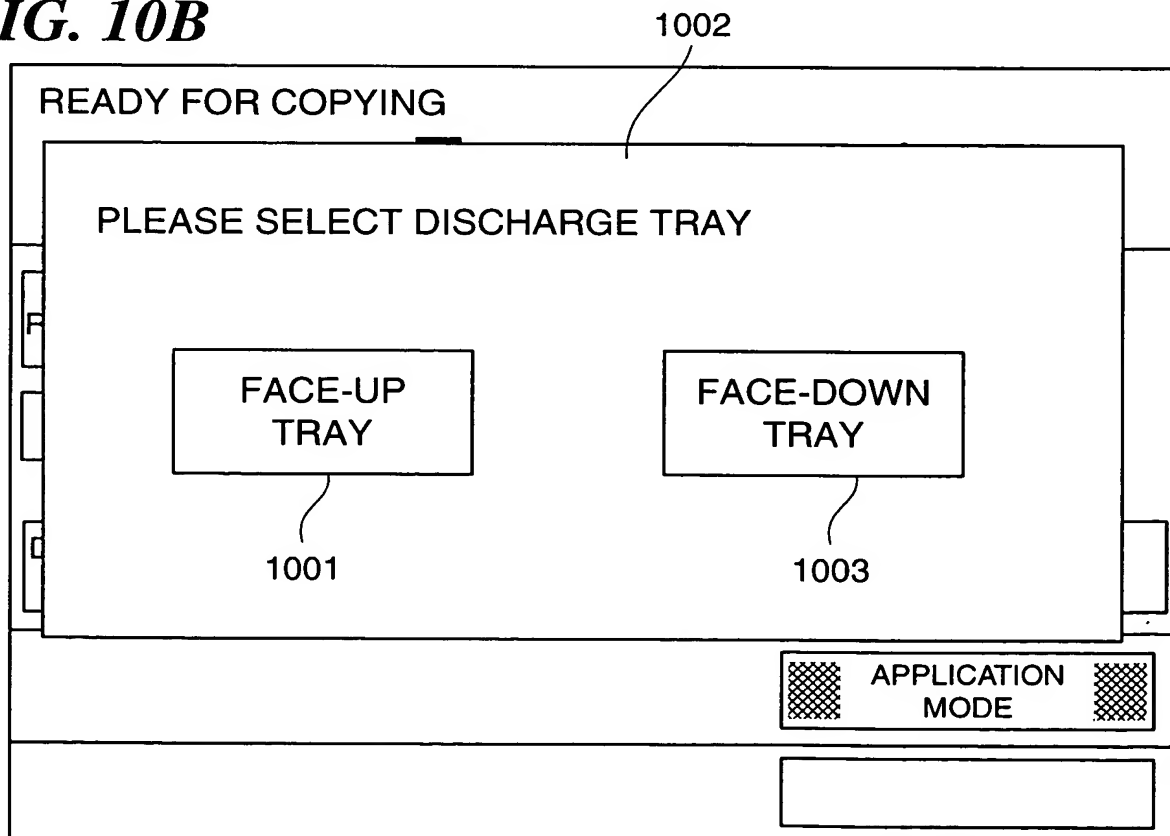 IG. 10B
1002
READY FOR COPYING
PLEASE SELECT DISCHARGE TRAY
FACE-UP
TRAY
FACE-DOWN
TRAY
1001
1003
APPLICATION
MODE